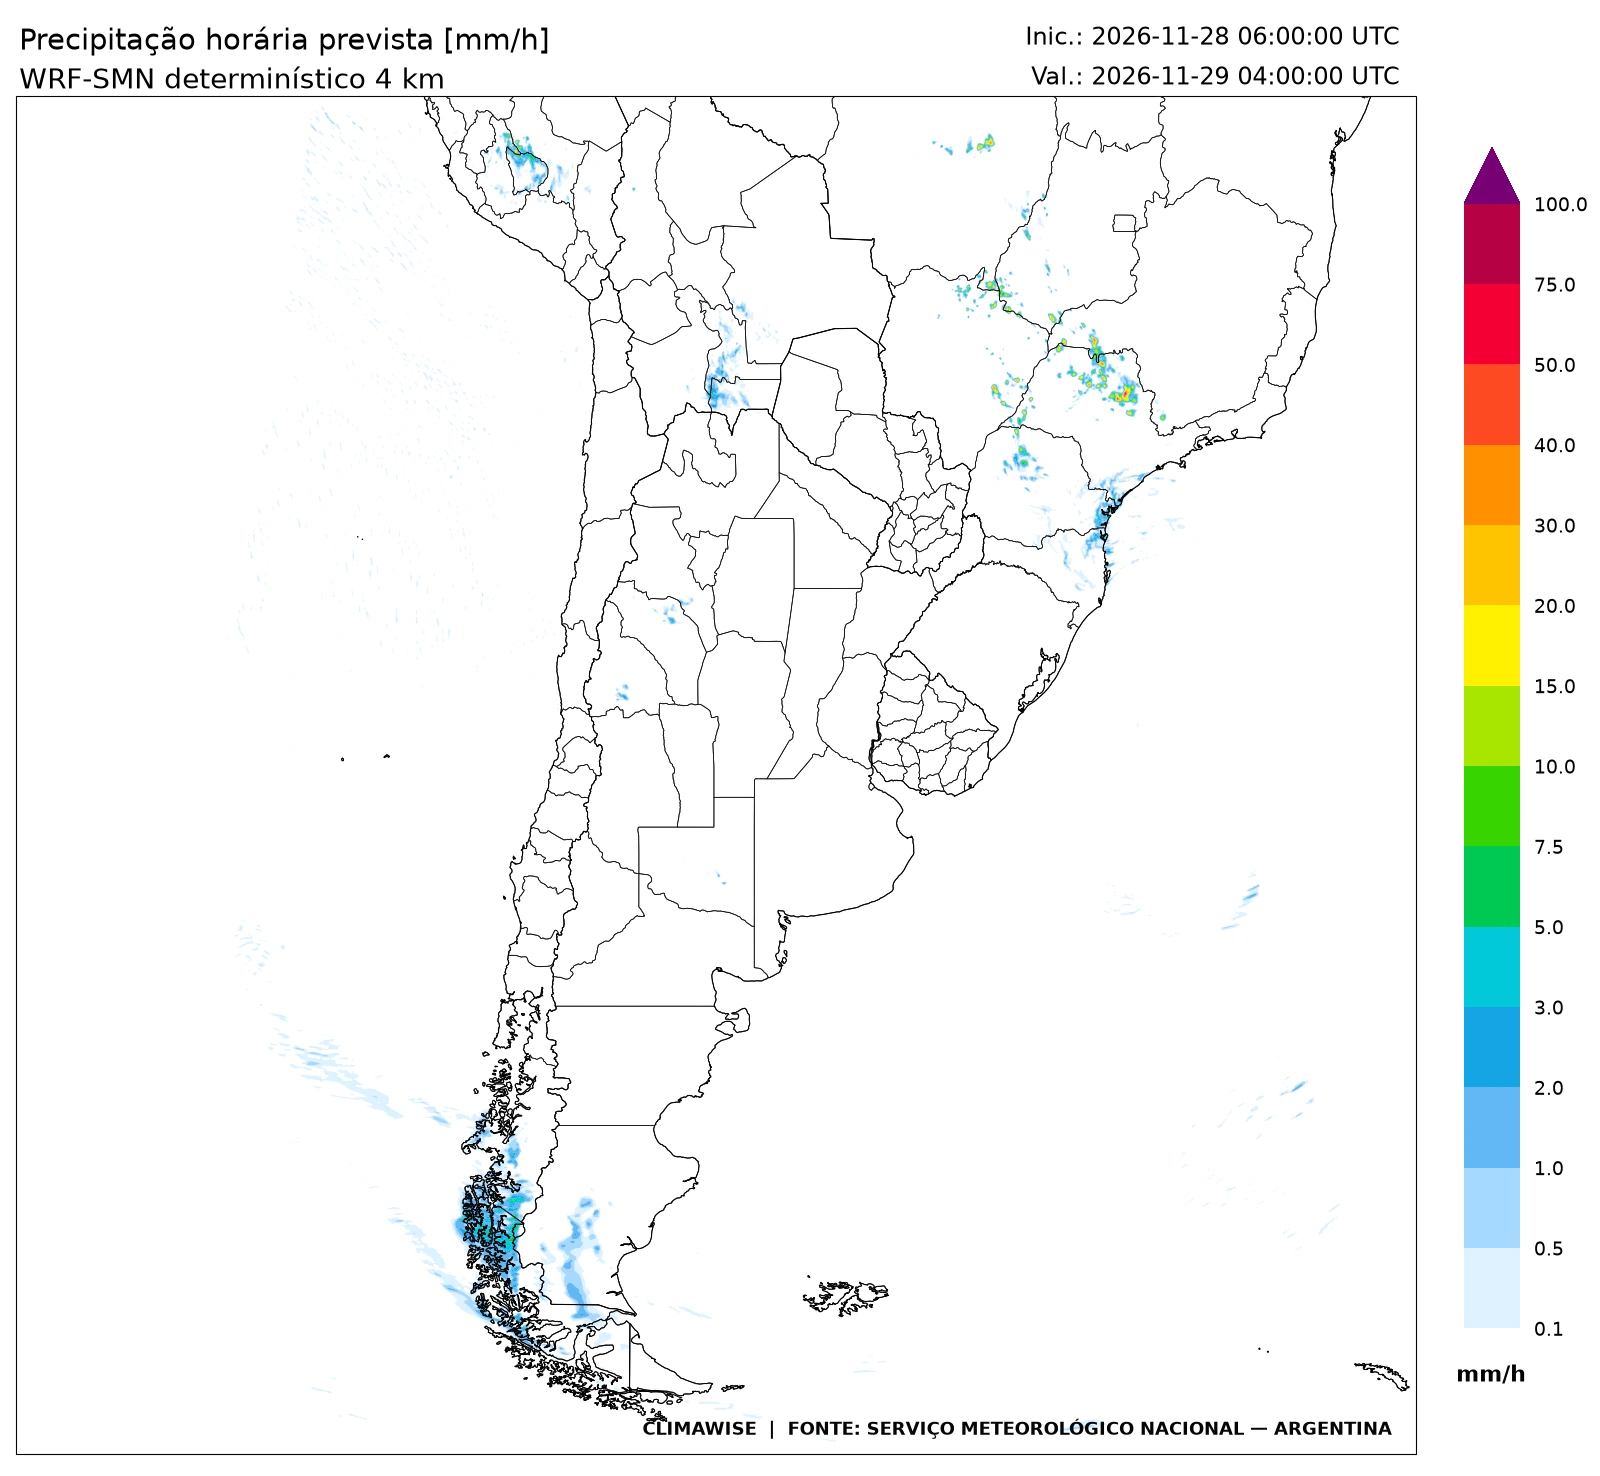 Precipitação horária prevista [mm/h]
WRF-SMN determinístico 4 km
Inic.: 2026-11-28 06:00:00 UTC
Val.: 2026-11-29 04:00:00 UTC
100.0
75.0
50.0
40.0
30.0
20.0
15.0
10.0
7.5
5.0
3.0
2.0
1.0
0.5
0.1
mm/h
CLIMAWISE | FONTE: SERVIÇO METEOROLÓGICO NACIONAL — ARGENTINA